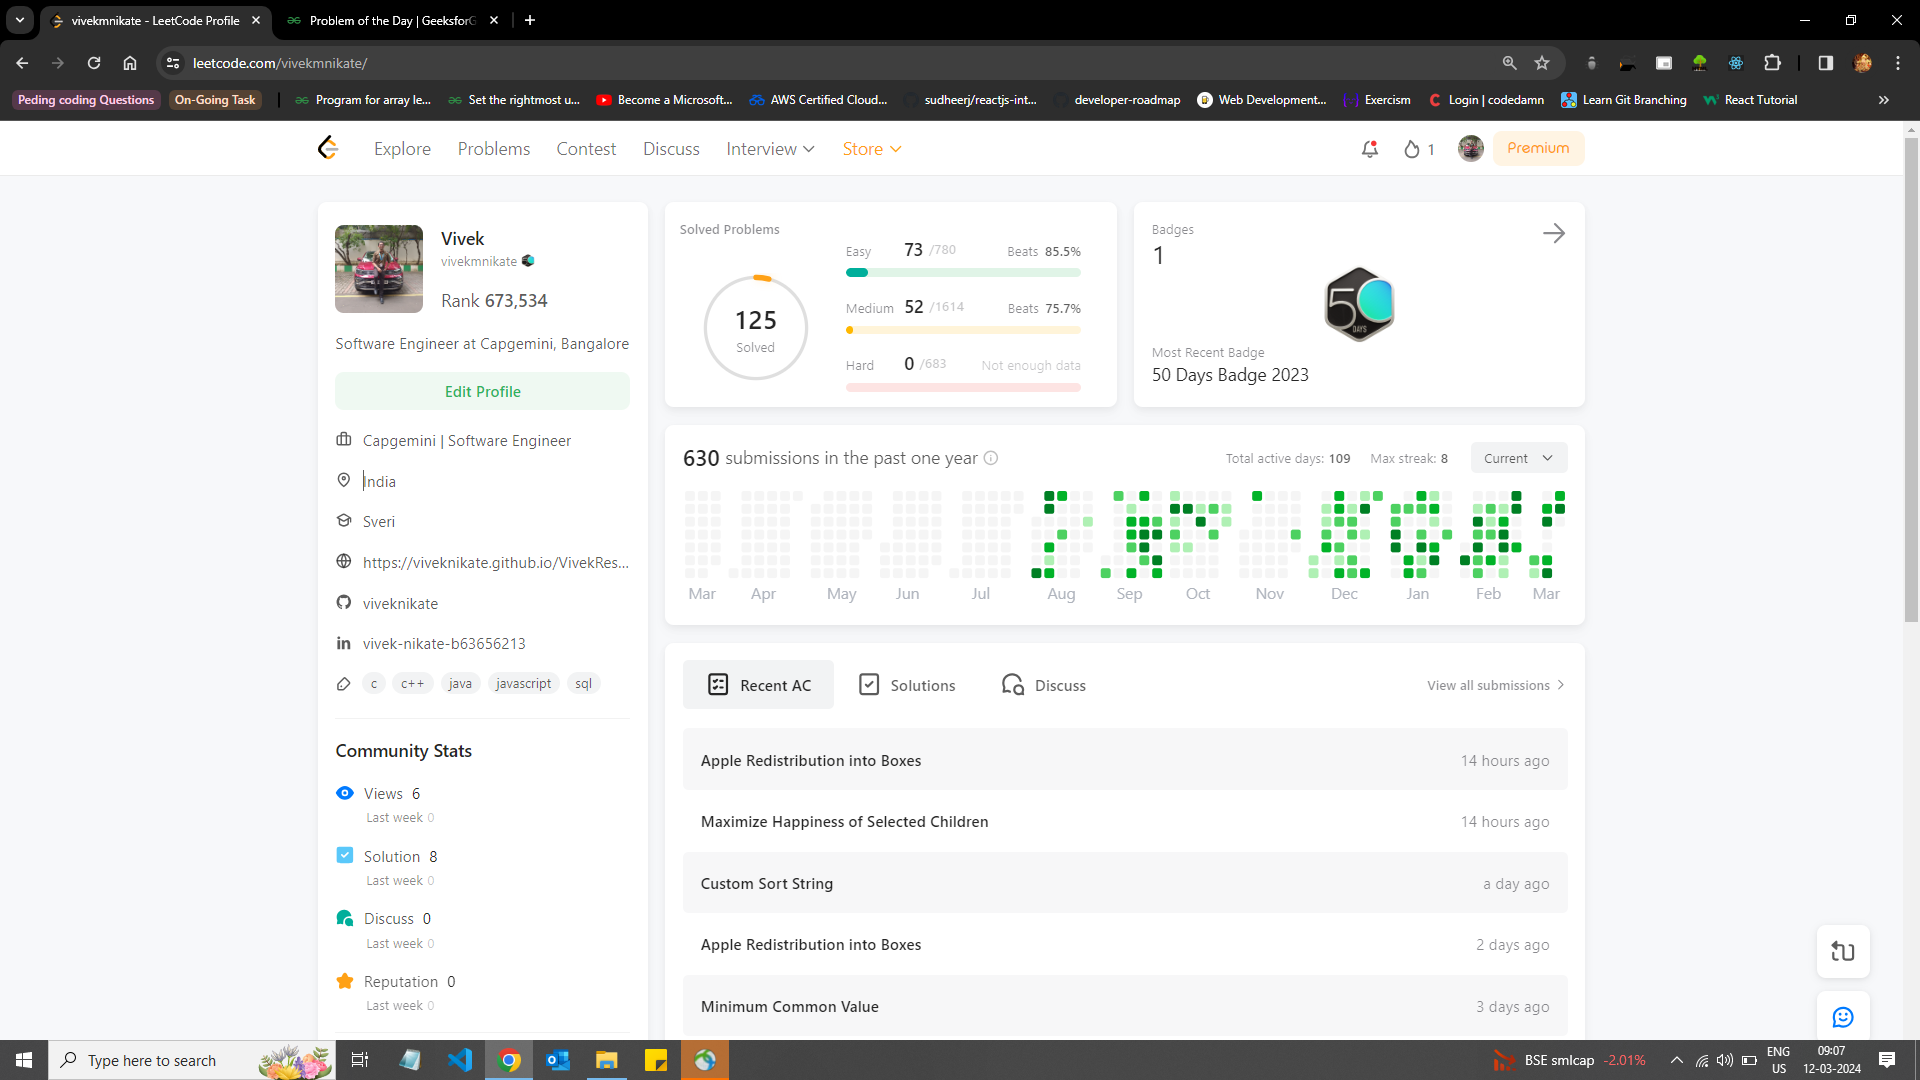 vivekmnikate - LeetCode Profile
Problem of the Day | GeeksforG
leetcode.com/vivekmnikate/
Peding coding Questions
On-Going Task
Program for array le...
Set the rightmost u...
Become a Microsoft...
AWS Certified Cloud...
sudheerj/reactjs-int...
developer-roadmap
Web Development...
Exercism
Login | codedamn
Learn Git Branching
React Tutorial
Explore
Problems
Contest
Discuss
Interview
Store
1
Premium
Vivek
vivekmnikate
Rank 673,534
Software Engineer at Capgemini, Bangalore
Edit Profile
Capgemini | Software Engineer
India
Sveri
https://viveknikate.github.io/VivekRes...
viveknikate
vivek-nikate-b63656213
c c++ java javascript sql
Community Stats
Views 6
Last week 0
Solution 8
Last week 0
Discuss 0
Last week 0
Reputation 0
Last week 0
Solved Problems
125
Solved
Easy 73 /780 Beats 85.5%
Medium 52 /1614 Beats 75.7%
Hard 0 /683 Not enough data
Badges
1
50
DAYS
Most Recent Badge
50 Days Badge 2023
630 submissions in the past one year
Total active days: 109 Max streak: 8
Current
Mar Apr May Jun Jul Aug Sep Oct Nov Dec Jan Feb Mar
Recent AC
Solutions
Discuss
View all submissions
Apple Redistribution into Boxes 14 hours ago
Maximize Happiness of Selected Children 14 hours ago
Custom Sort String a day ago
Apple Redistribution into Boxes 2 days ago
Minimum Common Value 3 days ago
Type here to search
BSE smlcap -2.01%
ENG
US
09:07
12-03-2024